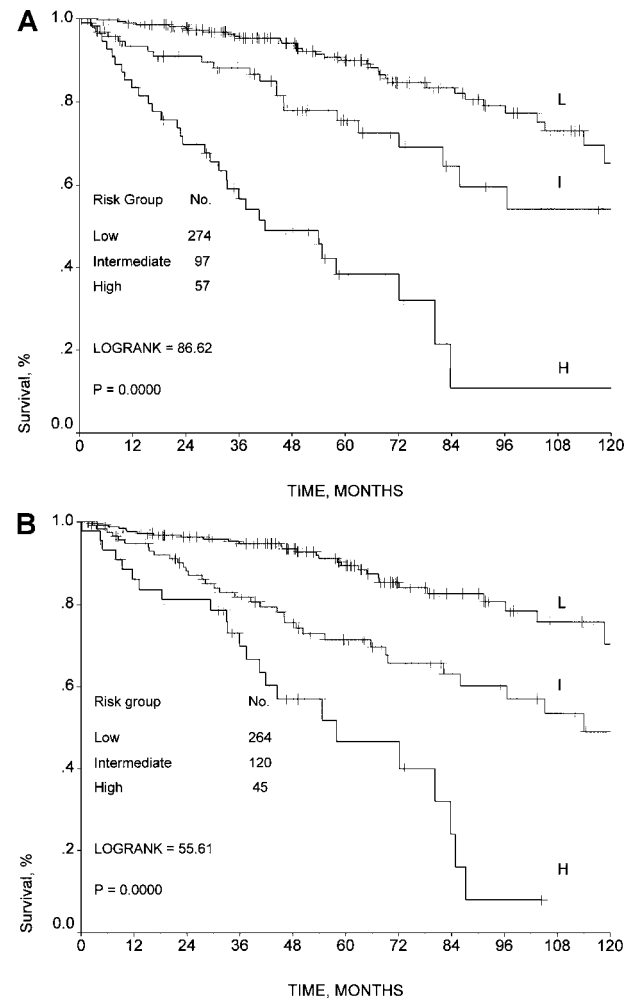 A
1.0
.8
.6
.4
.2
0.0
Survival, %
L
I
H
Risk Group No.
Low 274
Intermediate 97
High 57
LOGRANK = 86.62
P = 0.0000
0 12 24 36 48 60 72 84 96 108 120
TIME, MONTHS
B
1.0
.8
.6
.4
.2
0.0
Survival, %
L
I
H
Risk group No.
Low 264
Intermediate 120
High 45
LOGRANK = 55.61
P = 0.0000
0 12 24 36 48 60 72 84 96 108 120
TIME, MONTHS